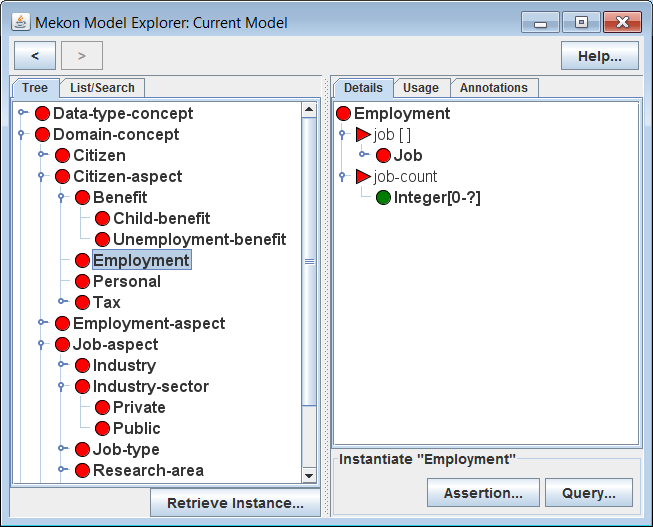 Mekon Model Explorer: Current Model
< > Help...
Tree List/Search
Data-type-concept
Domain-concept
Citizen
Citizen-aspect
Benefit
Child-benefit
Unemployment-benefit
Employment
Personal
Tax
Employment-aspect
Job-aspect
Industry
Industry-sector
Private
Public
Job-type
Research-area
Retrieve Instance...
Details Usage Annotations
Employment
job [ ]
Job
job-count
Integer[0-?]
Instantiate "Employment"
Assertion... Query...